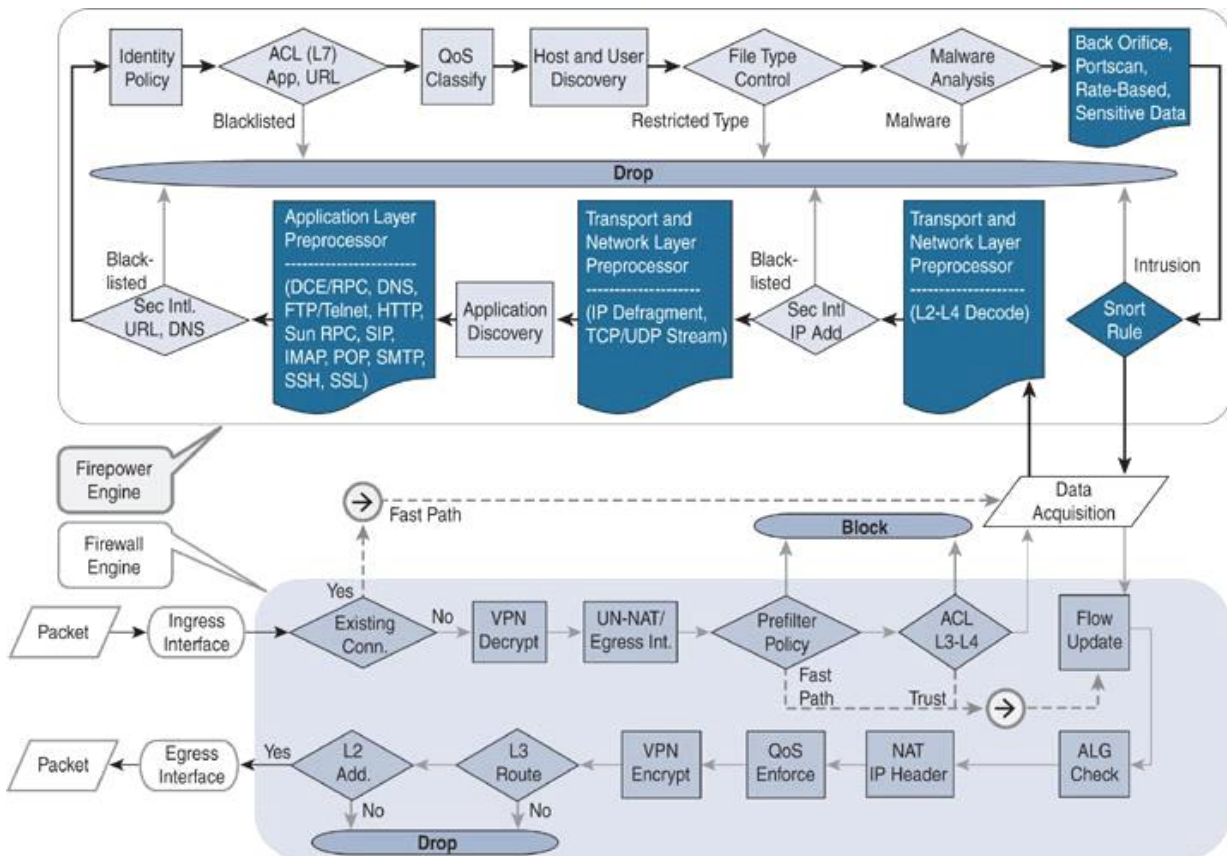 Identity
Policy
ACL (L7)
App, URL
QoS
Classify
Host and User
Discovery
File Type
Control
Malware
Analysis
Back Orifice,
Portscan,
Rate-Based,
Sensitive Data
Blacklisted
Restricted Type
Malware
Drop
Black-
listed
Sec Intl.
URL, DNS
Application Layer
Preprocessor
----------------------
(DCE/RPC, DNS,
FTP/Telnet, HTTP,
Sun RPC, SIP,
IMAP, POP, SMTP,
SSH, SSL)
Application
Discovery
Transport and
Network Layer
Preprocessor
--------------------
(IP Defragment,
TCP/UDP Stream)
Black-
listed
Sec Intl
IP Add
Transport and
Network Layer
Preprocessor
--------------------
(L2-L4 Decode)
Intrusion
Snort
Rule
Firepower
Engine
Firewall
Engine
Fast Path
Data
Acquisition
Block
Packet
Ingress
Interface
Yes
Existing
Conn.
No
VPN
Decrypt
UN-NAT/
Egress Int.
Prefilter
Policy
ACL
L3-L4
Flow
Update
Fast
Path
Trust
Packet
Egress
Interface
Yes
L2
Add.
L3
Route
VPN
Encrypt
QoS
Enforce
NAT
IP Header
ALG
Check
No
No
Drop